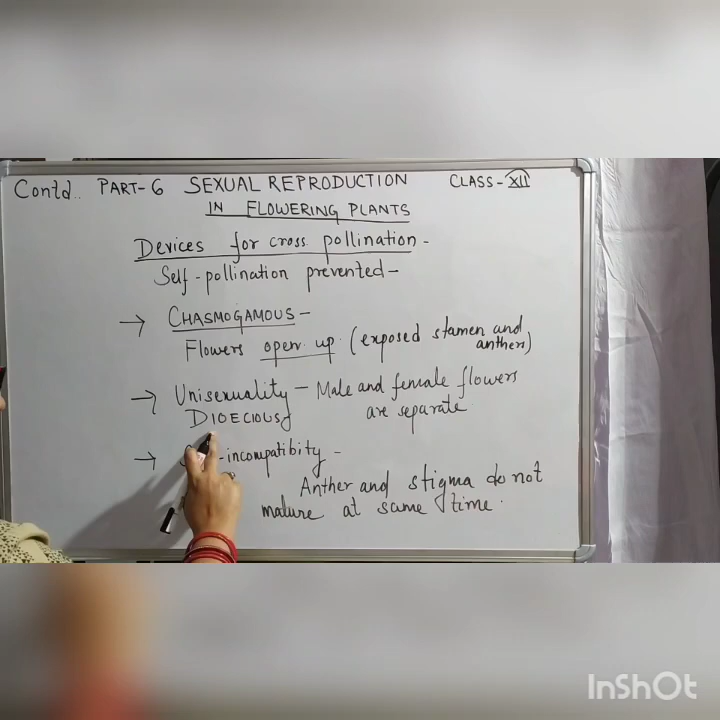 Contd.. PART-6 SEXUAL REPRODUCTION CLASS-XII
IN FLOWERING PLANTS
Devices for cross pollination -
Self-pollination prevented -
→ CHASMOGAMOUS -
Flowers open up (exposed stamen and
anther)
→ Unisexuality - Male and female flowers
DIOECIOUS are separate
→ -incompatibity -
Anther and stigma do not
mature at same time.
InShOt